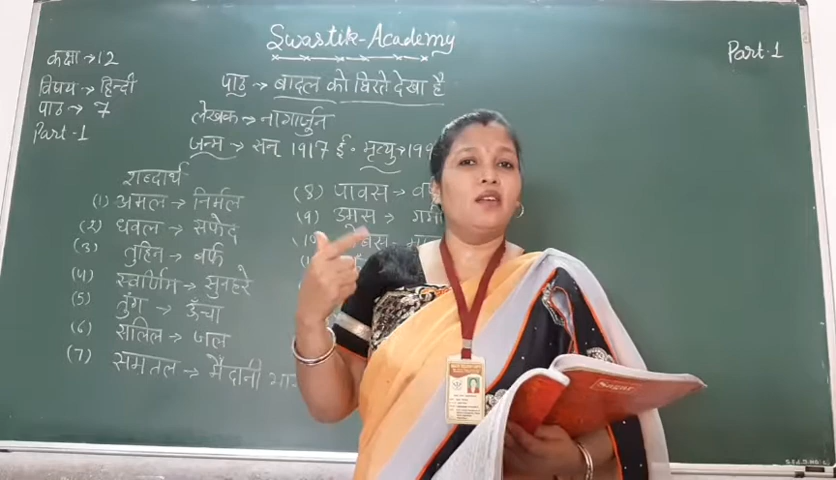 Swastik-Academy
Part-1
कक्षा → 12
विषय → हिन्दी
पाठ → 7
Part-1
पाठ → बादल को घिरते देखा है
लेखक → नागार्जुन
जन्म → सन् 1917 ई॰ मृत्यु →
शब्दार्थ
(1) अमल → निर्मल
(2) धवल → सफेद
(3) तुहिन → बर्फ
(4) स्वर्णिम → सुनहरे
(5) तुंग → ऊँचा
(6) सलिल → जल
(7) समतल → मैदानी
(8) पावस →
(9) उमस →
Sagar